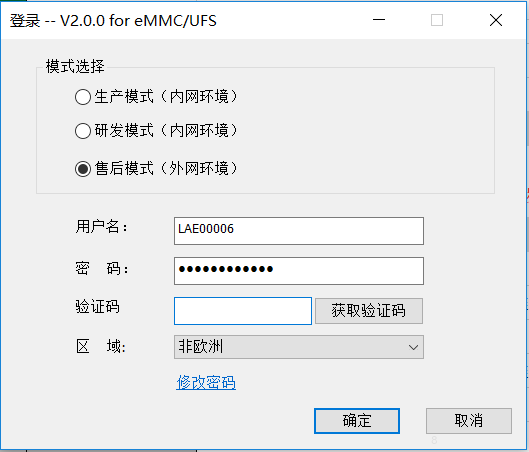 登录 -- V2.0.0 for eMMC/UFS
模式选择
生产模式（内网环境）
研发模式（内网环境）
售后模式（外网环境）
用户名： LAE00006
密 码： ●●●●●●●●●●●●
验证码 获取验证码
区 域: 非欧洲
修改密码
确定 取消